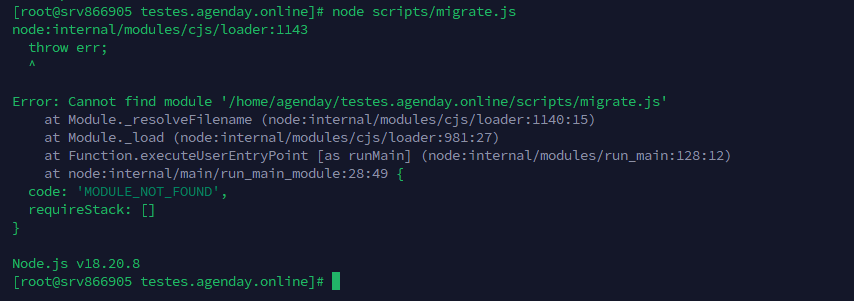 [root@srv866905 testes.agenday.online]# node scripts/migrate.js
node:internal/modules/cjs/loader:1143
  throw err;
  ^

Error: Cannot find module '/home/agenday/testes.agenday.online/scripts/migrate.js'
    at Module._resolveFilename (node:internal/modules/cjs/loader:1140:15)
    at Module._load (node:internal/modules/cjs/loader:981:27)
    at Function.executeUserEntryPoint [as runMain] (node:internal/modules/run_main:128:12)
    at node:internal/main/run_main_module:28:49 {
  code: 'MODULE_NOT_FOUND',
  requireStack: []
}

Node.js v18.20.8
[root@srv866905 testes.agenday.online]#